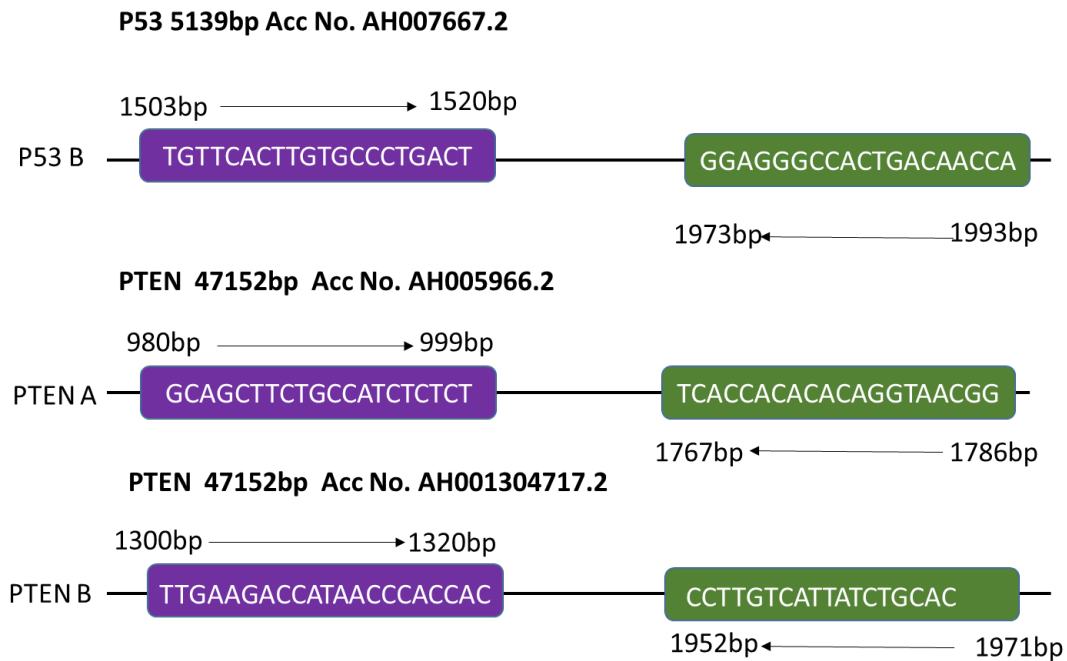 P53 5139bp Acc No. AH007667.2
1503bp 1520bp
P53 B TGTTCACTTGTGCCCTGACT GGAGGGCCACTGACAACCA
1973bp 1993bp
PTEN 47152bp Acc No. AH005966.2
980bp 999bp
PTEN A GCAGCTTCTGCCATCTCTCT TCACCACACACAGGTAACGG
1767bp 1786bp
PTEN 47152bp Acc No. AH001304717.2
1300bp 1320bp
PTEN B TTGAAGACCATAACCCACCAC CCTTGTCATTATCTGCAC
1952bp 1971bp